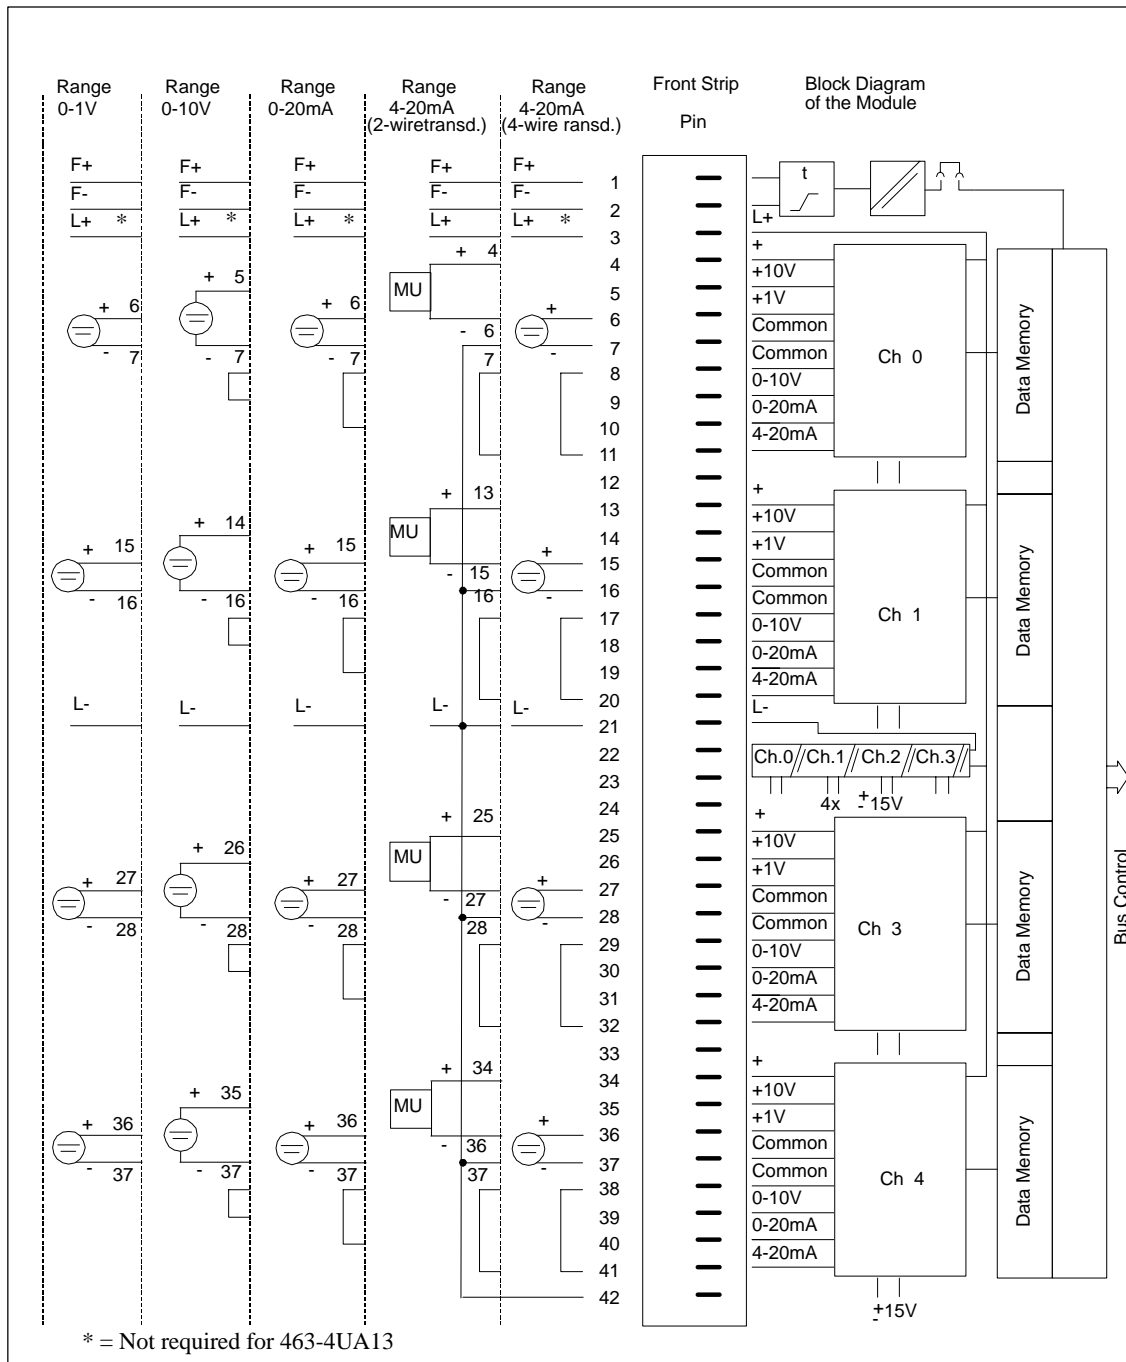 Range
0-1V
Range
0-10V
Range
0-20mA
Range
4-20mA
(2-wiretransd.)
Range
4-20mA
(4-wire ransd.)
Front Strip
Pin
Block Diagram
of the Module
F+ F+ F+ F+ F+
F- F- F- F- F-
L+ * L+ * L+ * L+ L+ *
+ 6
- 7
+ 5
- 7
+ 6
- 7
+ 4
MU
- 6
7
+
-
+ 15
- 16
+ 14
- 16
+ 15
- 16
+ 13
MU
- 15
16
+
-
L- L- L- L- L-
+ 27
- 28
+ 26
- 28
+ 27
- 28
+ 25
MU
- 27
28
+
-
+ 36
- 37
+ 35
- 37
+ 36
- 37
+ 34
MU
- 36
37
+
-
1
2
3
4
5
6
7
8
9
10
11
12
13
14
15
16
17
18
19
20
21
22
23
24
25
26
27
28
29
30
31
32
33
34
35
36
37
38
39
40
41
42
t
L+
+
+10V
+1V
Common
Common
0-10V
0-20mA
4-20mA
Ch 0
Data Memory
+
+10V
+1V
Common
Common
0-10V
0-20mA
4-20mA
Ch 1
Data Memory
L-
Ch.0 Ch.1 Ch.2 Ch.3
4x +- 15V
+
+10V
+1V
Common
Common
0-10V
0-20mA
4-20mA
Ch 3
Data Memory
Bus Control
+
+10V
+1V
Common
Common
0-10V
0-20mA
4-20mA
Ch 4
Data Memory
+- 15V
* = Not required for 463-4UA13